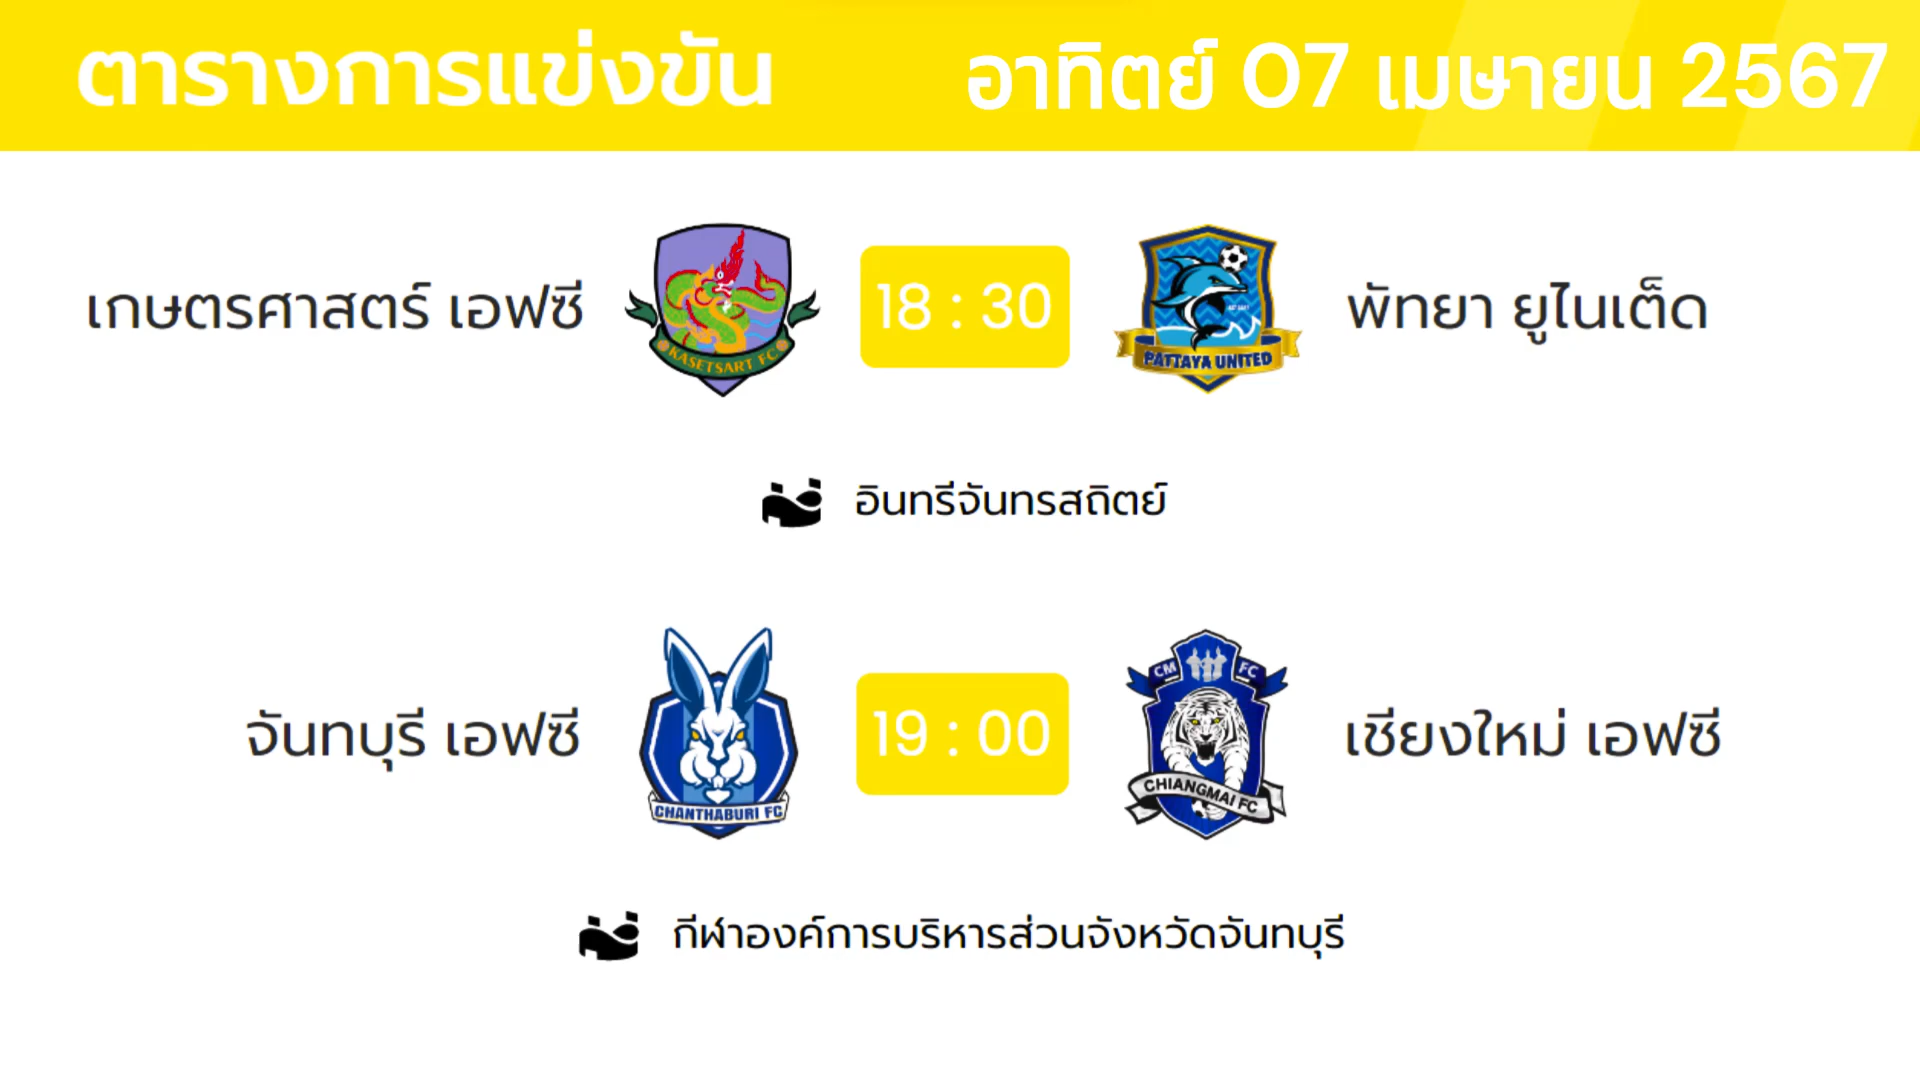 ตารางการแข่งขัน
อาทิตย์ 07 เมษายน 2567
เกษตรศาสตร์ เอฟซี
KASETSART FC
18 : 30
PATTAYA UNITED
พัทยา ยูไนเต็ด
อินทรีจันทรสถิตย์
จันทบุรี เอฟซี
CHANTHABURI FC
19 : 00
CM FC
CHIANGMAI FC
เชียงใหม่ เอฟซี
กีฬาองค์การบริหารส่วนจังหวัดจันทบุรี